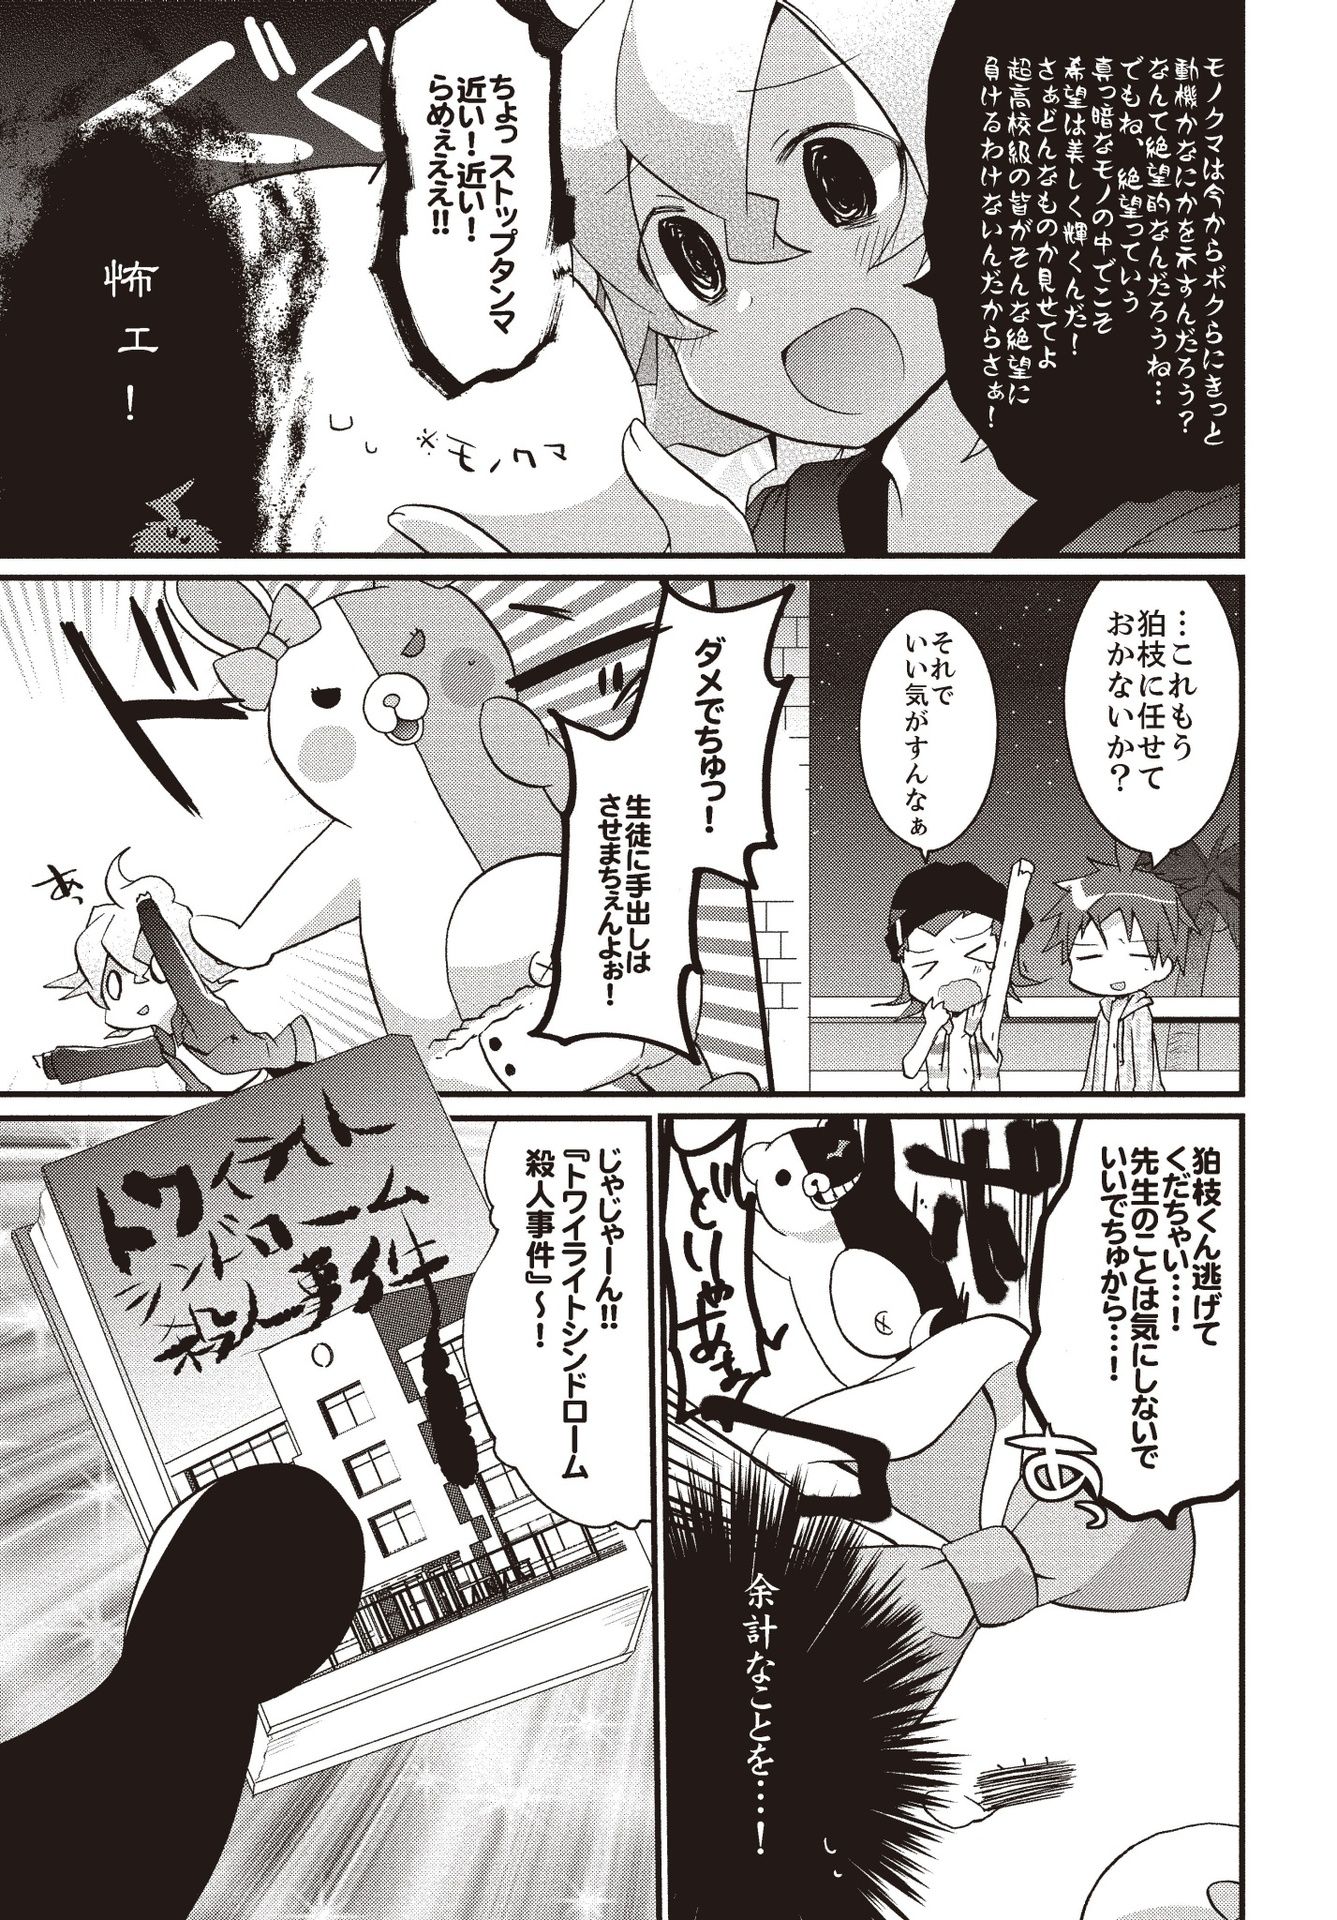 モノクマは今からボクらにきっと
動機かなにかを示すんだろう？
なんて絶望的なんだろうね…
でもね、絶望っていう
真っ暗なモノの中でこそ
希望は美しく輝くんだ！
さぁどんなものか見せてよ
超高校級の皆がそんな絶望に
負けるわけないんだからさぁ！
ちょっ ストップタンマ
近い！近い！
らめぇええ！！
※モノクマ
怖ェ！
…これもう
狛枝に任せて
おかないか？
それで
いい気がすんなぁ
ダメでちゅっ！
生徒に手出しは
させまちぇんよぉ！
あっ
狛枝くん逃げて
くだちゃい…！
先生のことは気にしないで
いいでちゅから…！
とりゃあぁ
あぁっ
余計なことを…！
じゃじゃーん！！
『トワイライトシンドローム
殺人事件』～！
トワイライト
シンドローム
殺人事件